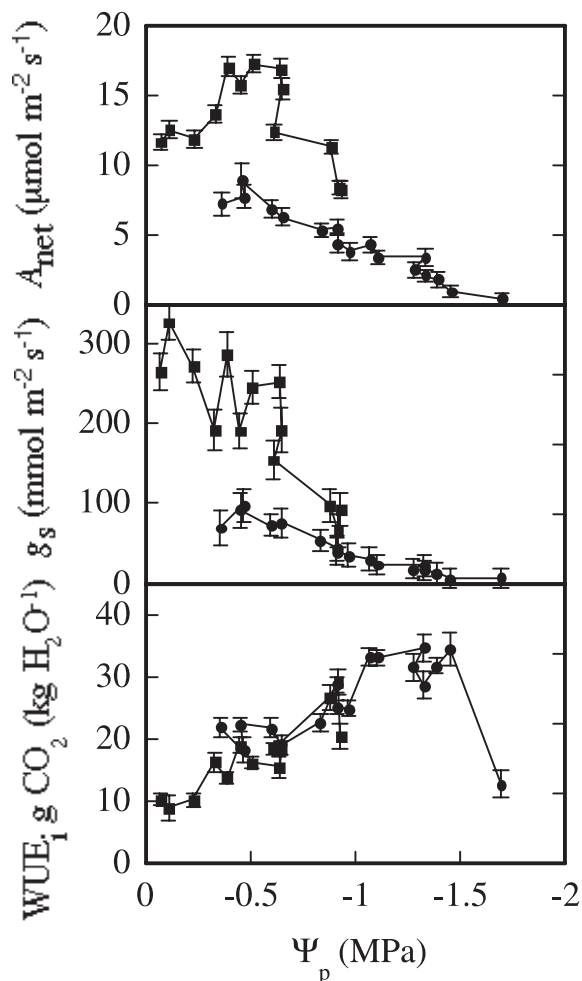 A_net (μmol m⁻² s⁻¹)
20
15
10
5
0
g_s (mmol m⁻² s⁻¹)
300
200
100
0
WUE_i g CO₂ (kg H₂O⁻¹)
40
30
20
10
0
0 -0.5 -1 -1.5 -2
Ψ_p (MPa)